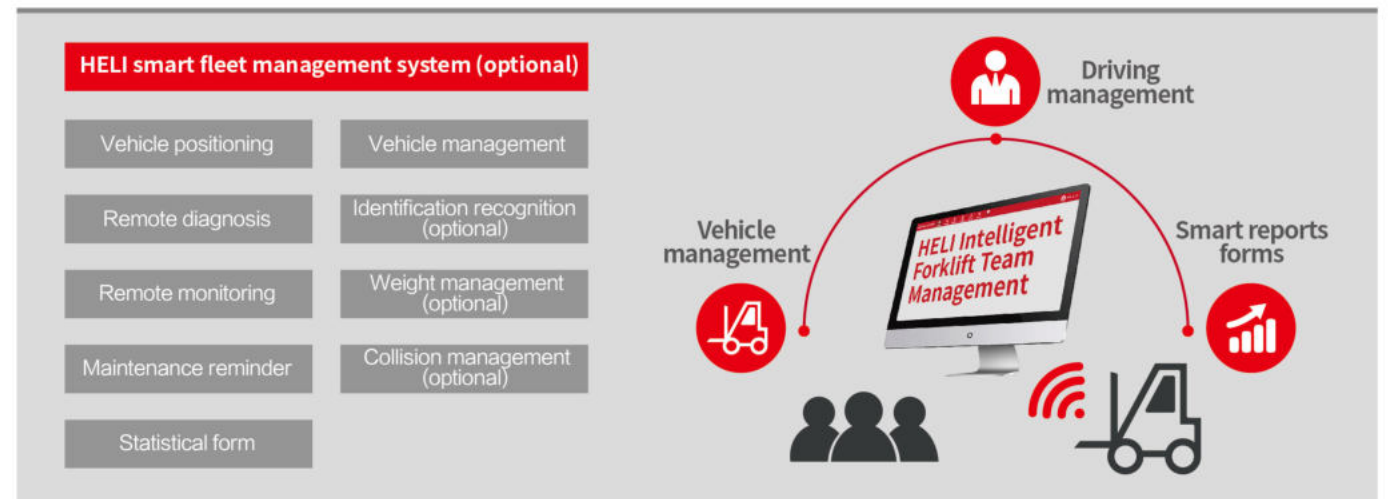 HELI smart fleet management system (optional)
Vehicle positioning
Vehicle management
Remote diagnosis
Identification recognition
(optional)
Remote monitoring
Weight management
(optional)
Maintenance reminder
Collision management
(optional)
Statistical form
Driving
management
Vehicle
management
HELI Intelligent
Forklift Team
Management
Smart reports
forms